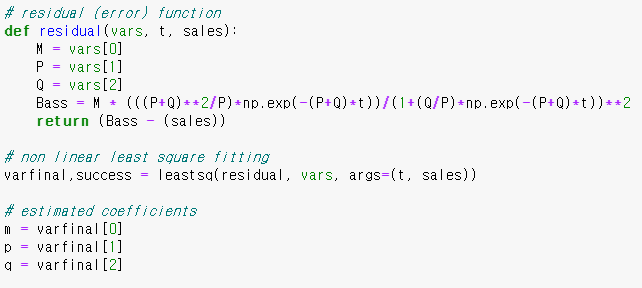 # residual (error) function
def residual(vars, t, sales):
    M = vars[0]
    P = vars[1]
    Q = vars[2]
    Bass = M * (((P+Q)**2/P)*np.exp(-(P+Q)*t))/(1+(Q/P)*np.exp(-(P+Q)*t))**2
    return (Bass - (sales))
# non linear least square fitting
varfinal,success = leastsq(residual, vars, args=(t, sales))
# estimated coefficients
m = varfinal[0]
p = varfinal[1]
q = varfinal[2]